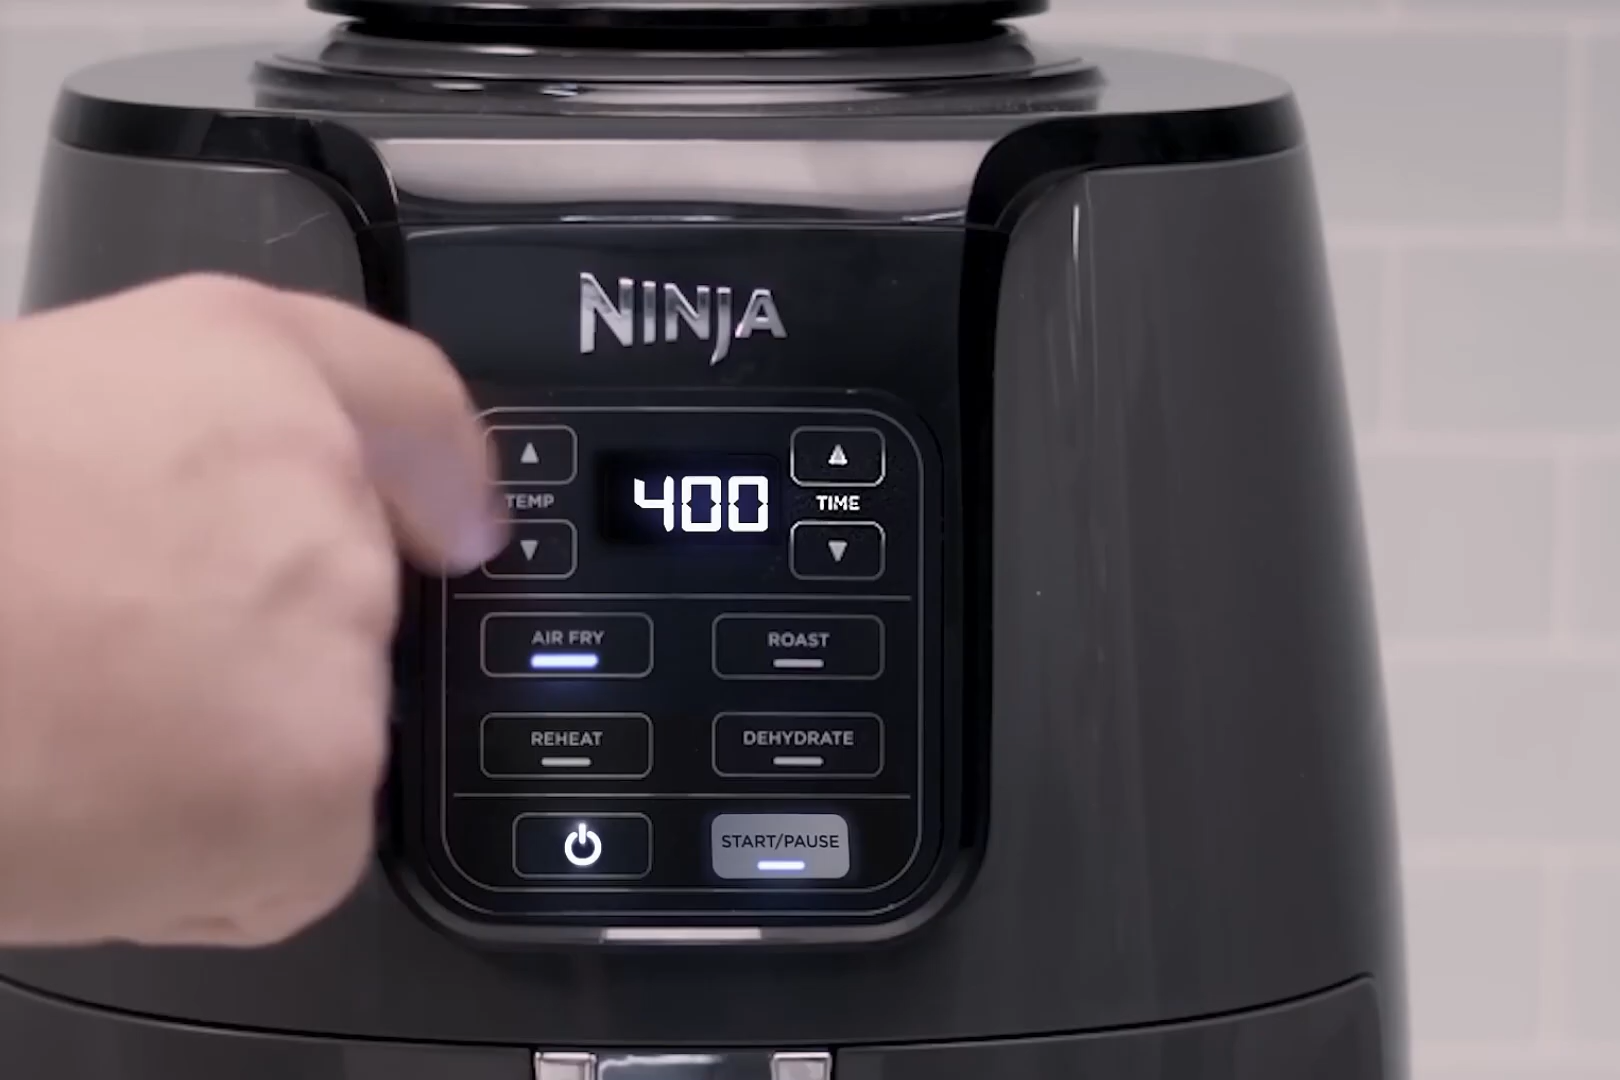 NINJA
400
TEMP
TIME
AIR FRY
ROAST
REHEAT
DEHYDRATE
START/PAUSE